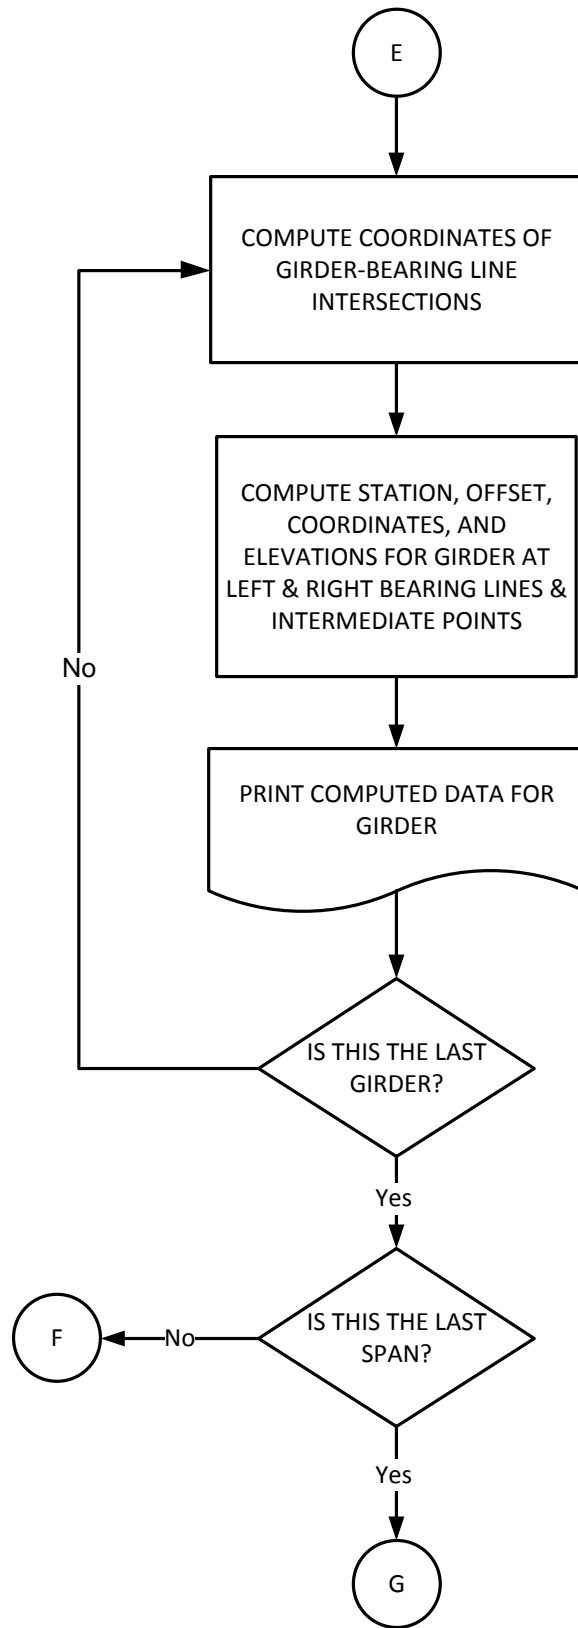 E
COMPUTE COORDINATES OF
GIRDER-BEARING LINE
INTERSECTIONS
COMPUTE STATION, OFFSET,
COORDINATES, AND
ELEVATIONS FOR GIRDER AT
LEFT & RIGHT BEARING LINES &
INTERMEDIATE POINTS
No
PRINT COMPUTED DATA FOR
GIRDER
IS THIS THE LAST
GIRDER?
Yes
IS THIS THE LAST
SPAN?
No
F
Yes
G